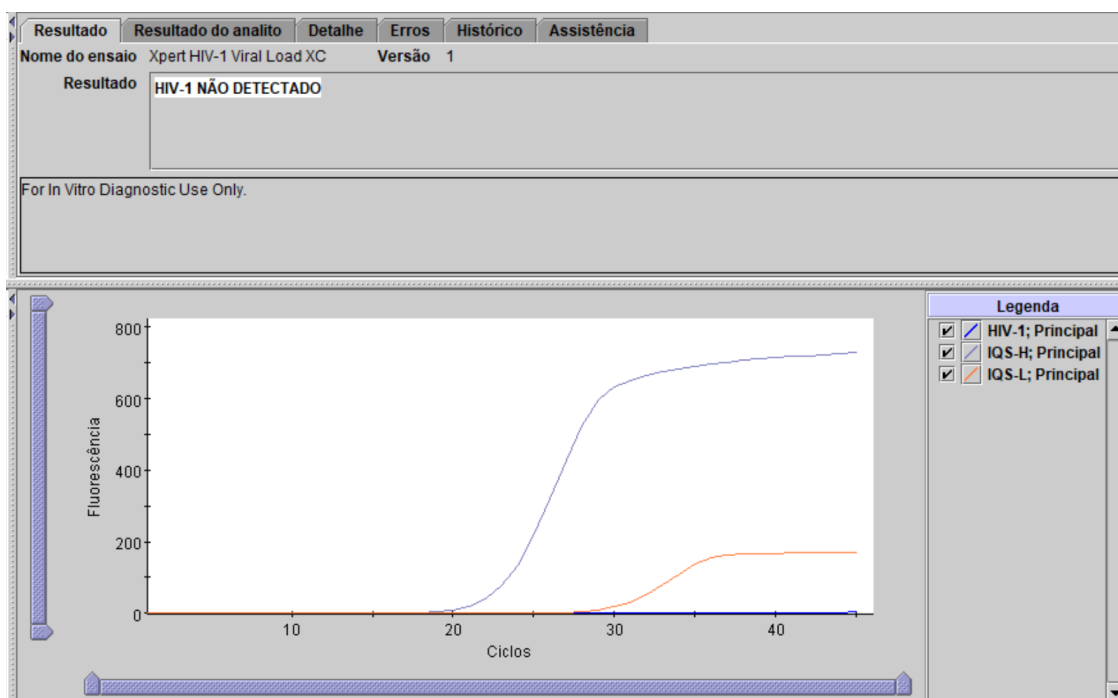 Resultado Resultado do analito Detalhe Erros Histórico Assistência
Nome do ensaio Xpert HIV-1 Viral Load XC Versão 1
Resultado HIV-1 NÃO DETECTADO
For In Vitro Diagnostic Use Only.
Legenda
HIV-1; Principal
IQS-H; Principal
IQS-L; Principal
Fluorescência
800
600
400
200
0
10 20 30 40
Ciclos